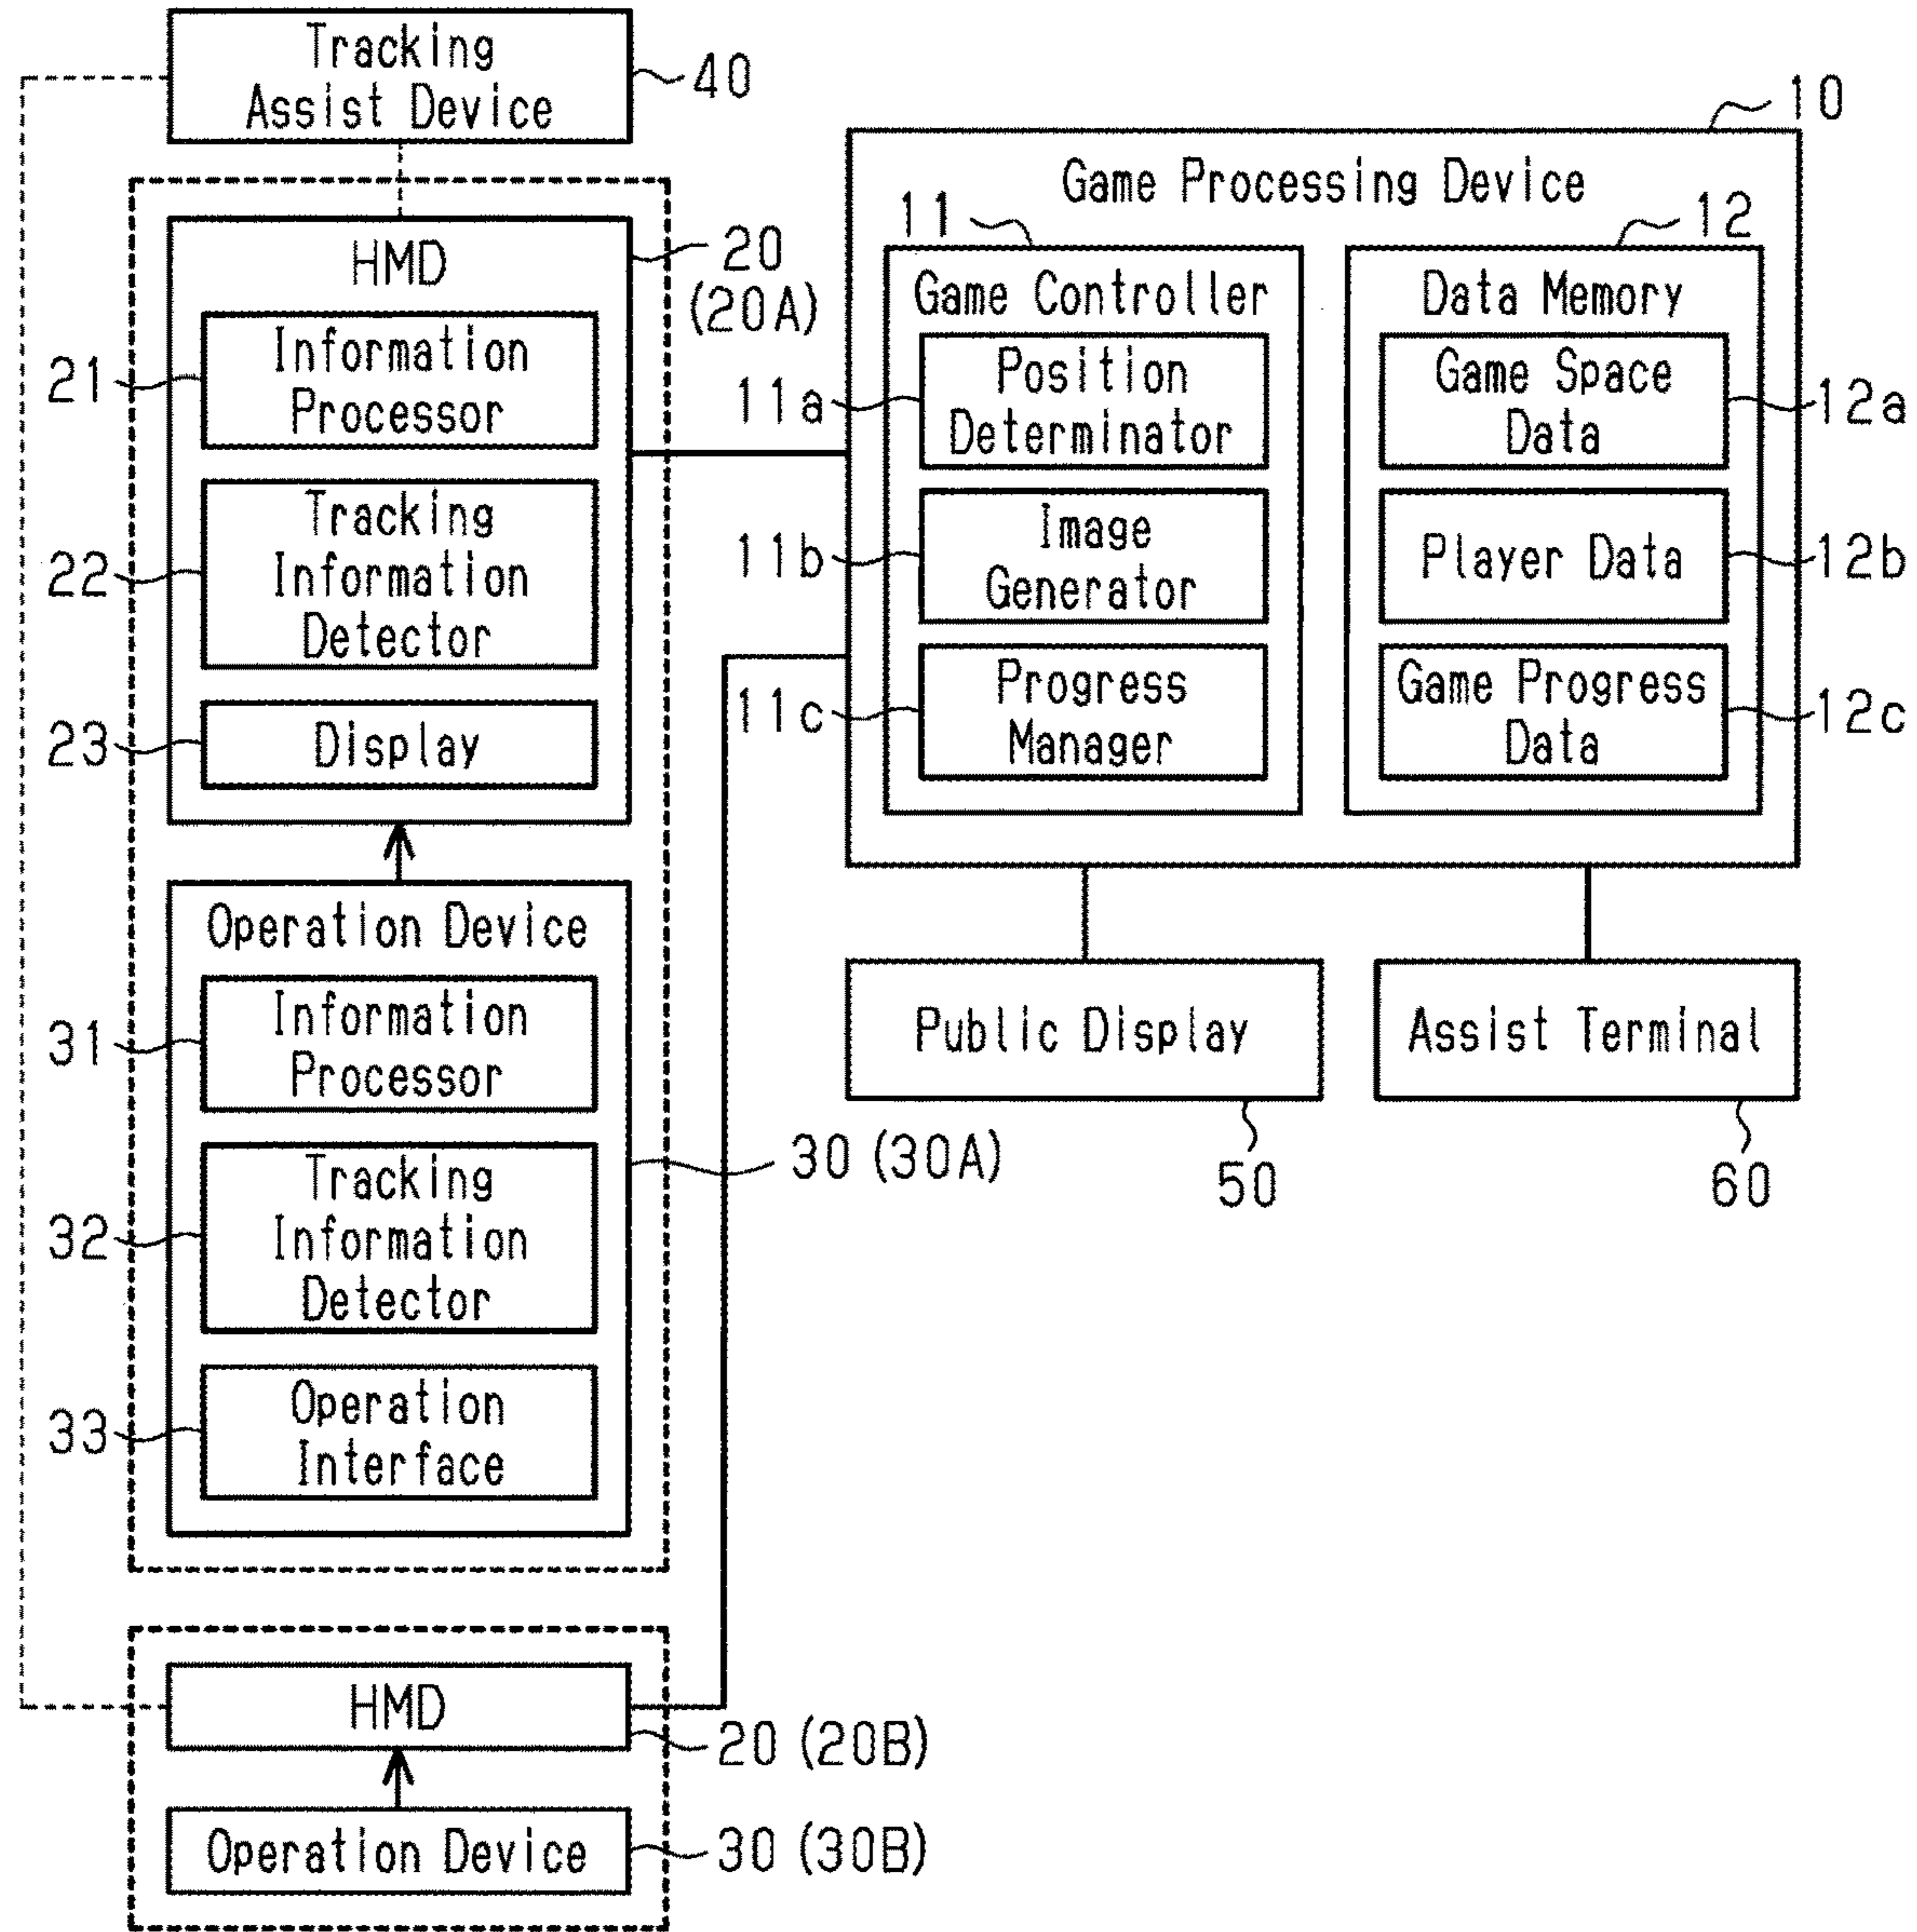 Tracking
Assist Device
40
HMD
20
(20A)
21
Information
Processor
22
Tracking
Information
Detector
23
Display
Operation Device
31
Information
Processor
30 (30A)
32
Tracking
Information
Detector
33
Operation
Interface
HMD
20 (20B)
Operation Device
30 (30B)
10
Game Processing Device
11
Game Controller
11a
Position
Determinator
11b
Image
Generator
11c
Progress
Manager
12
Data Memory
Game Space
Data
12a
Player Data
12b
Game Progress
Data
12c
Public Display
50
Assist Terminal
60